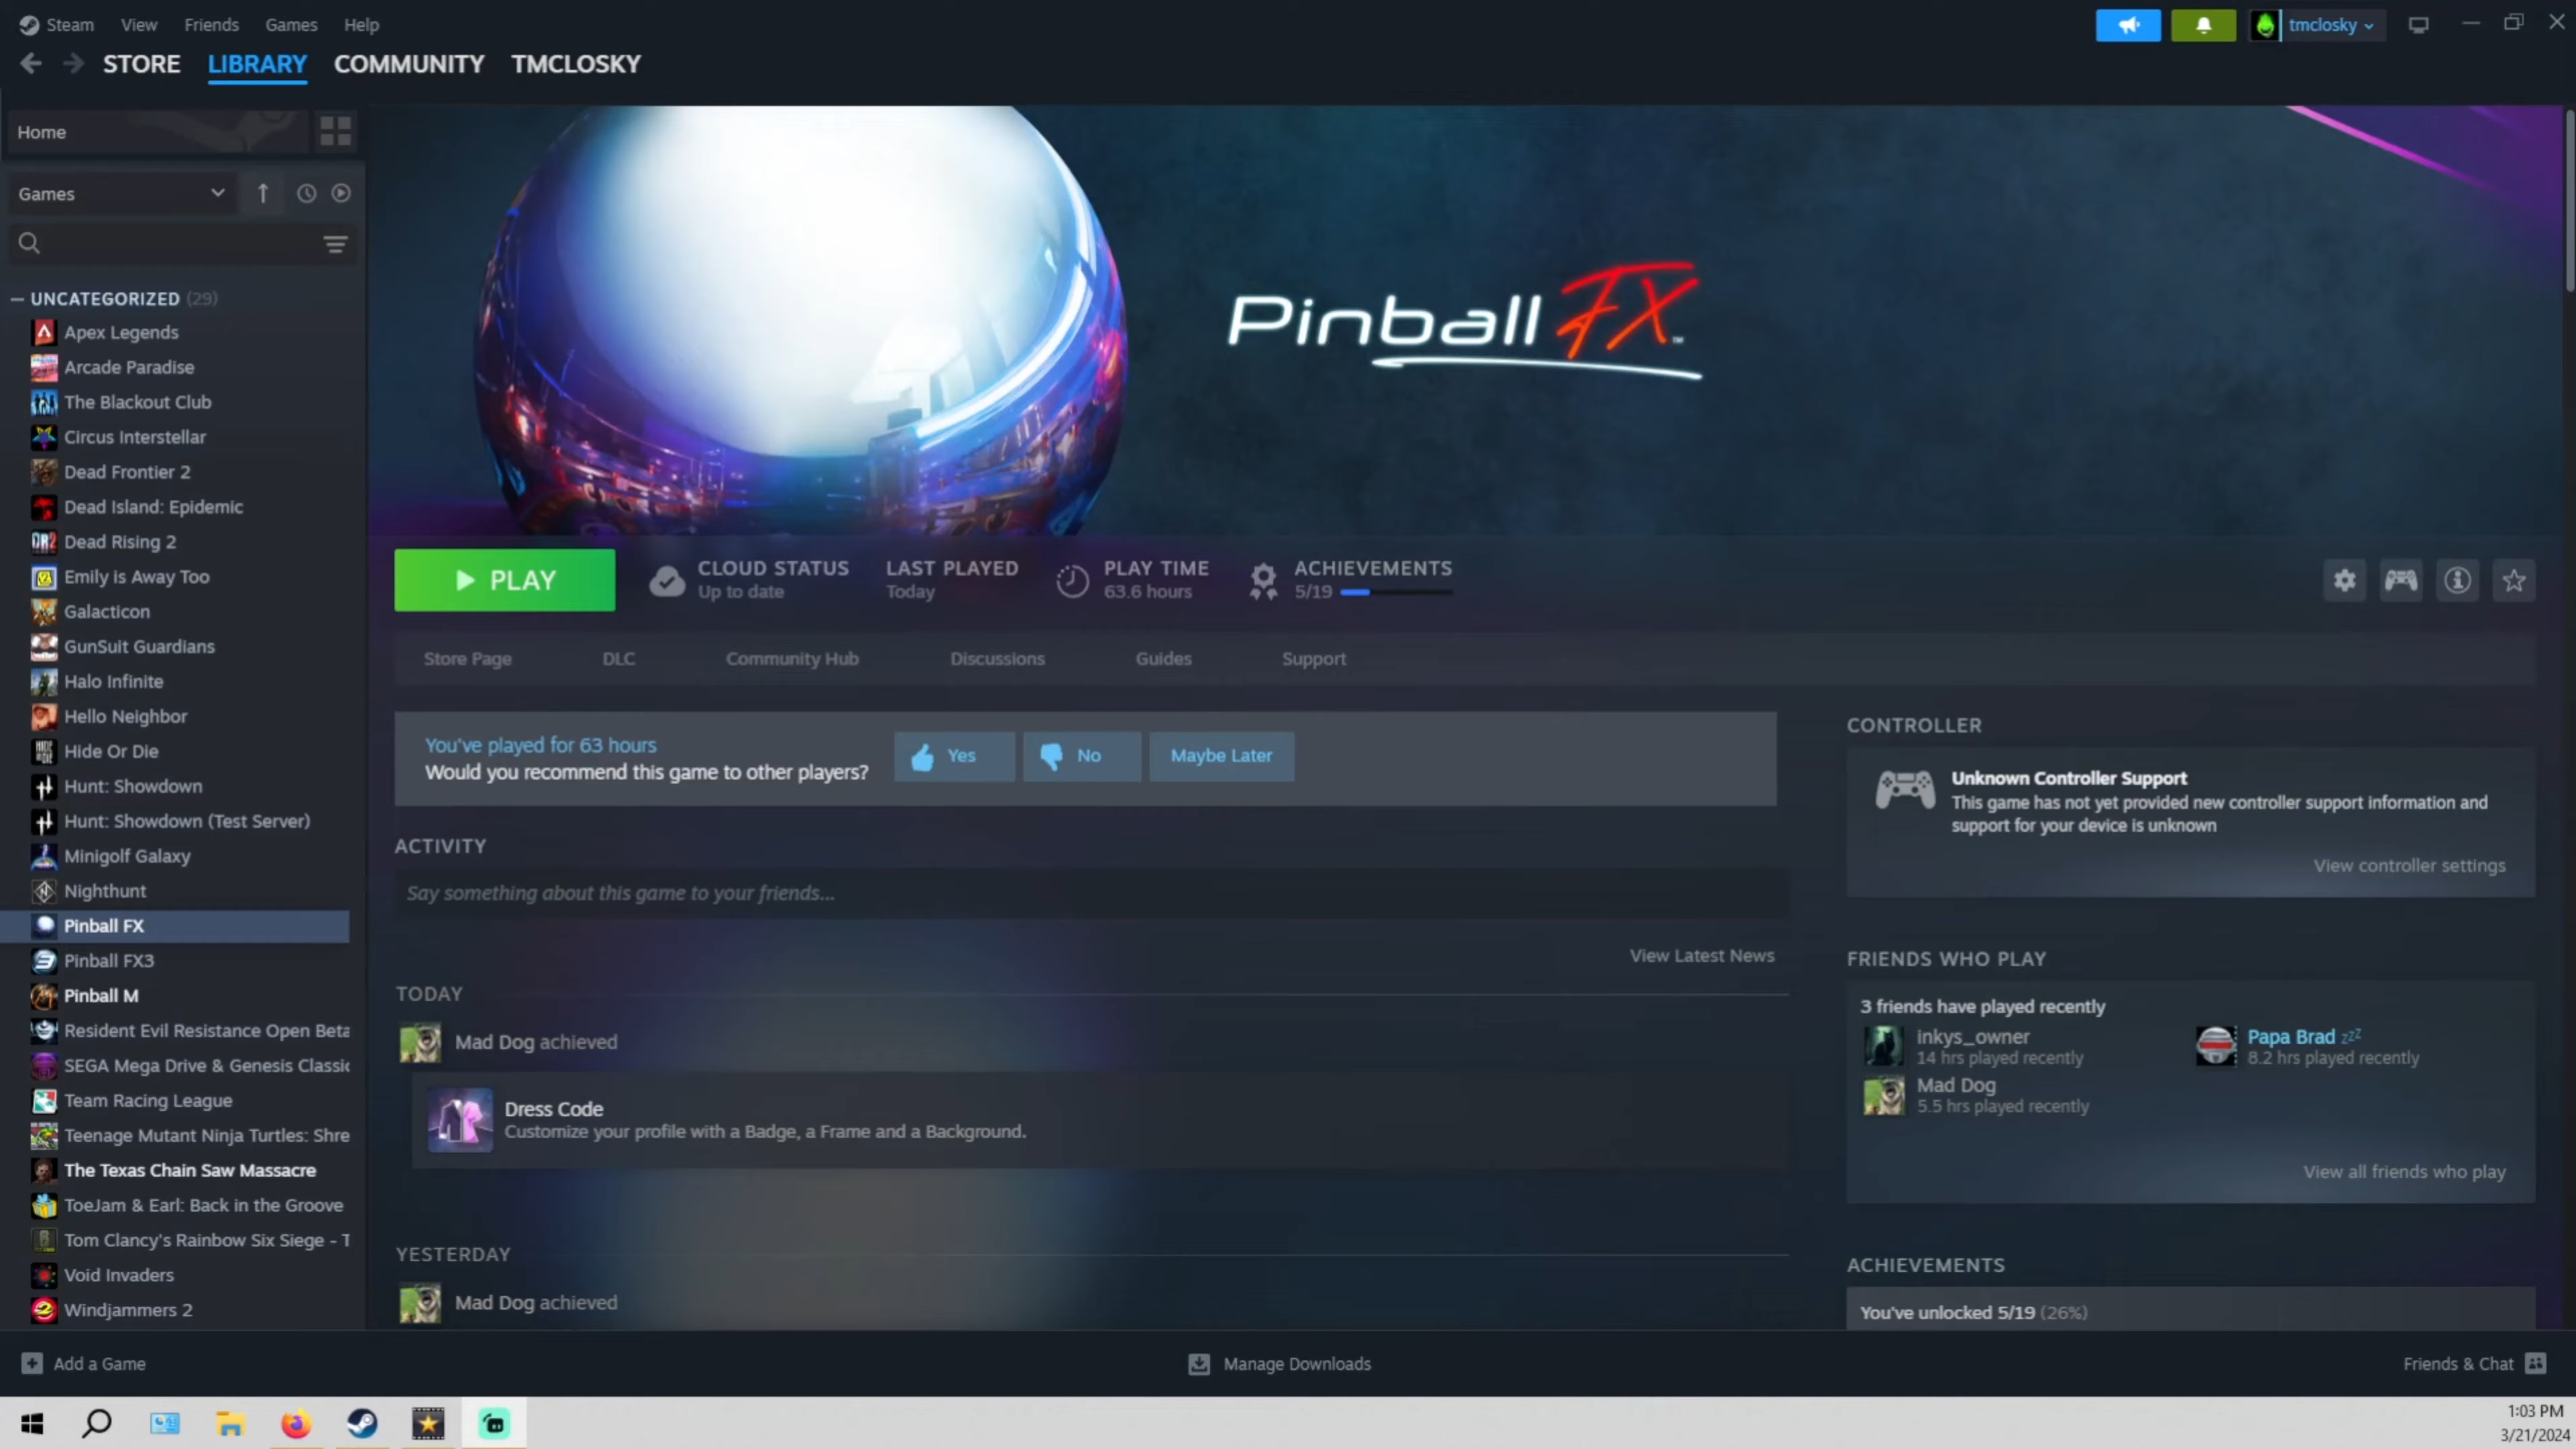 Steam View Friends Games Help
tmclosky
STORE LIBRARY COMMUNITY TMCLOSKY
Home
Games
UNCATEGORIZED (29)
Apex Legends
Arcade Paradise
The Blackout Club
Circus Interstellar
Dead Frontier 2
Dead Island: Epidemic
Dead Rising 2
Emily is Away Too
Galacticon
GunSuit Guardians
Halo Infinite
Hello Neighbor
Hide Or Die
Hunt: Showdown
Hunt: Showdown (Test Server)
Minigolf Galaxy
Nighthunt
Pinball FX
Pinball FX3
Pinball M
Resident Evil Resistance Open Beta
SEGA Mega Drive & Genesis Classic
Team Racing League
Teenage Mutant Ninja Turtles: Shre
The Texas Chain Saw Massacre
ToeJam & Earl: Back in the Groove
Tom Clancy's Rainbow Six Siege - T
Void Invaders
Windjammers 2
Pinball FX™
PLAY
CLOUD STATUS
Up to date
LAST PLAYED
Today
PLAY TIME
63.6 hours
ACHIEVEMENTS
5/19
Store Page DLC Community Hub Discussions Guides Support
You've played for 63 hours
Would you recommend this game to other players?
Yes
No
Maybe Later
ACTIVITY
Say something about this game to your friends...
View Latest News
TODAY
Mad Dog achieved
Dress Code
Customize your profile with a Badge, a Frame and a Background.
YESTERDAY
Mad Dog achieved
CONTROLLER
Unknown Controller Support
This game has not yet provided new controller support information and
support for your device is unknown
View controller settings
FRIENDS WHO PLAY
3 friends have played recently
inkys_owner
14 hrs played recently
Papa Brad zzZ
8.2 hrs played recently
Mad Dog
5.5 hrs played recently
View all friends who play
ACHIEVEMENTS
You've unlocked 5/19 (26%)
Add a Game
Manage Downloads
Friends & Chat
1:03 PM
3/21/2024